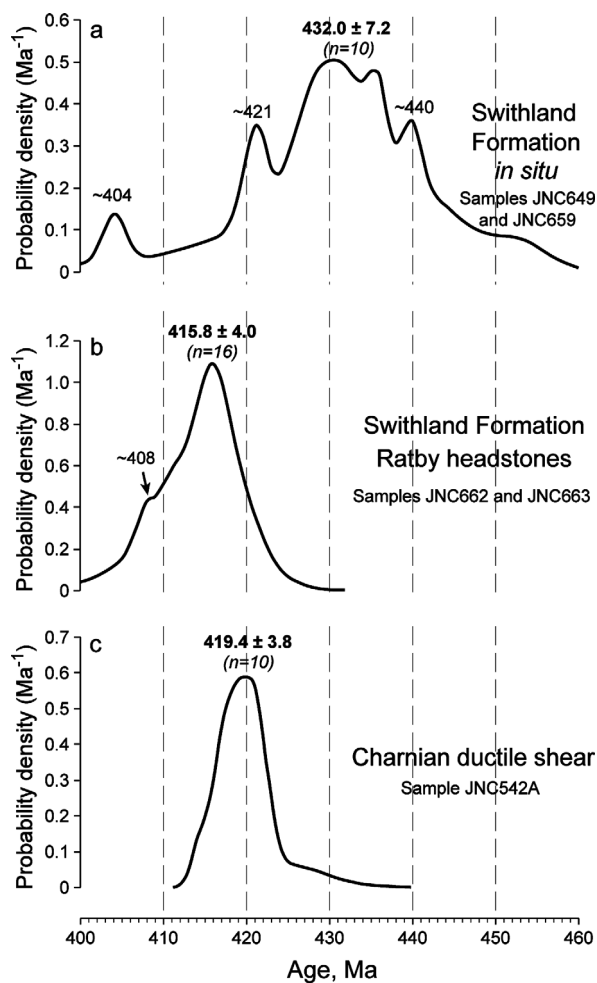 a
432.0 ± 7.2
(n=10)
~404
~421
~440
Swithland
Formation
in situ
Samples JNC649
and JNC659
Probability density (Ma⁻¹)
0.6
0.5
0.4
0.3
0.2
0.1
0
b
415.8 ± 4.0
(n=16)
~408
Swithland Formation
Ratby headstones
Samples JNC662 and JNC663
Probability density (Ma⁻¹)
1.2
1.0
0.8
0.6
0.4
0.2
0
c
419.4 ± 3.8
(n=10)
Charnian ductile shear
Sample JNC542A
Probability density (Ma⁻¹)
0.7
0.6
0.5
0.4
0.3
0.2
0.1
0
400 410 420 430 440 450 460
Age, Ma